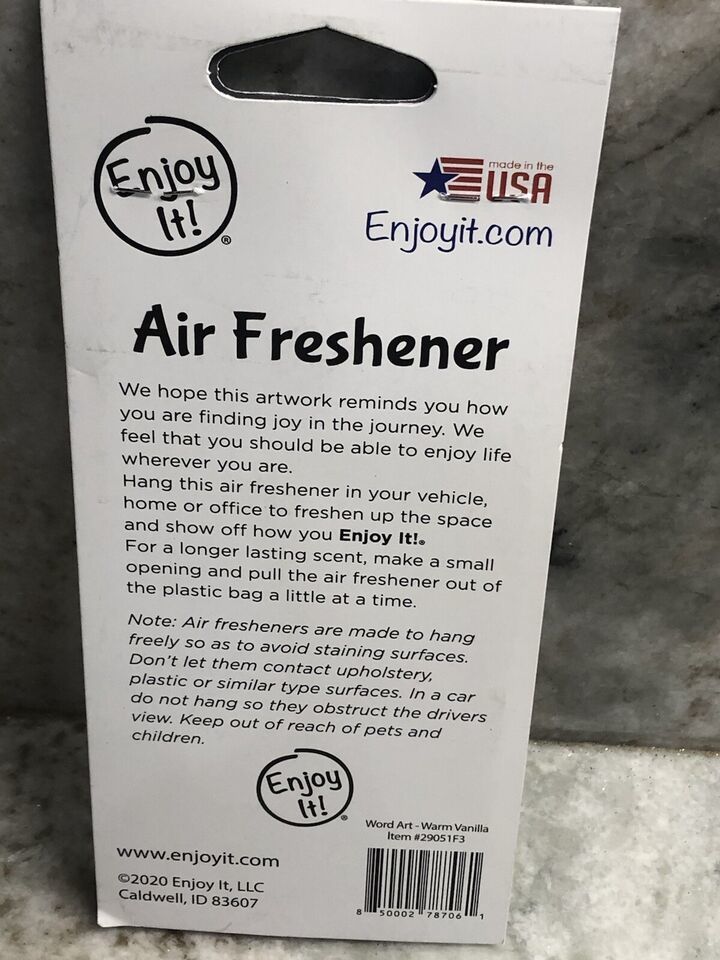 Enjoy
It!
®
made in the
USA
Enjoyit.com
Air Freshener
We hope this artwork reminds you how
you are finding joy in the journey. We
feel that you should be able to enjoy life
wherever you are.
Hang this air freshener in your vehicle,
home or office to freshen up the space
and show off how you Enjoy It!®
For a longer lasting scent, make a small
opening and pull the air freshener out of
the plastic bag a little at a time.
Note: Air fresheners are made to hang
freely so as to avoid staining surfaces.
Don't let them contact upholstery,
plastic or similar type surfaces. In a car
do not hang so they obstruct the drivers
view. Keep out of reach of pets and
children.
Enjoy
It!
®
Word Art - Warm Vanilla
Item #29051F3
www.enjoyit.com
©2020 Enjoy It, LLC
Caldwell, ID 83607
8 50002 78706 1